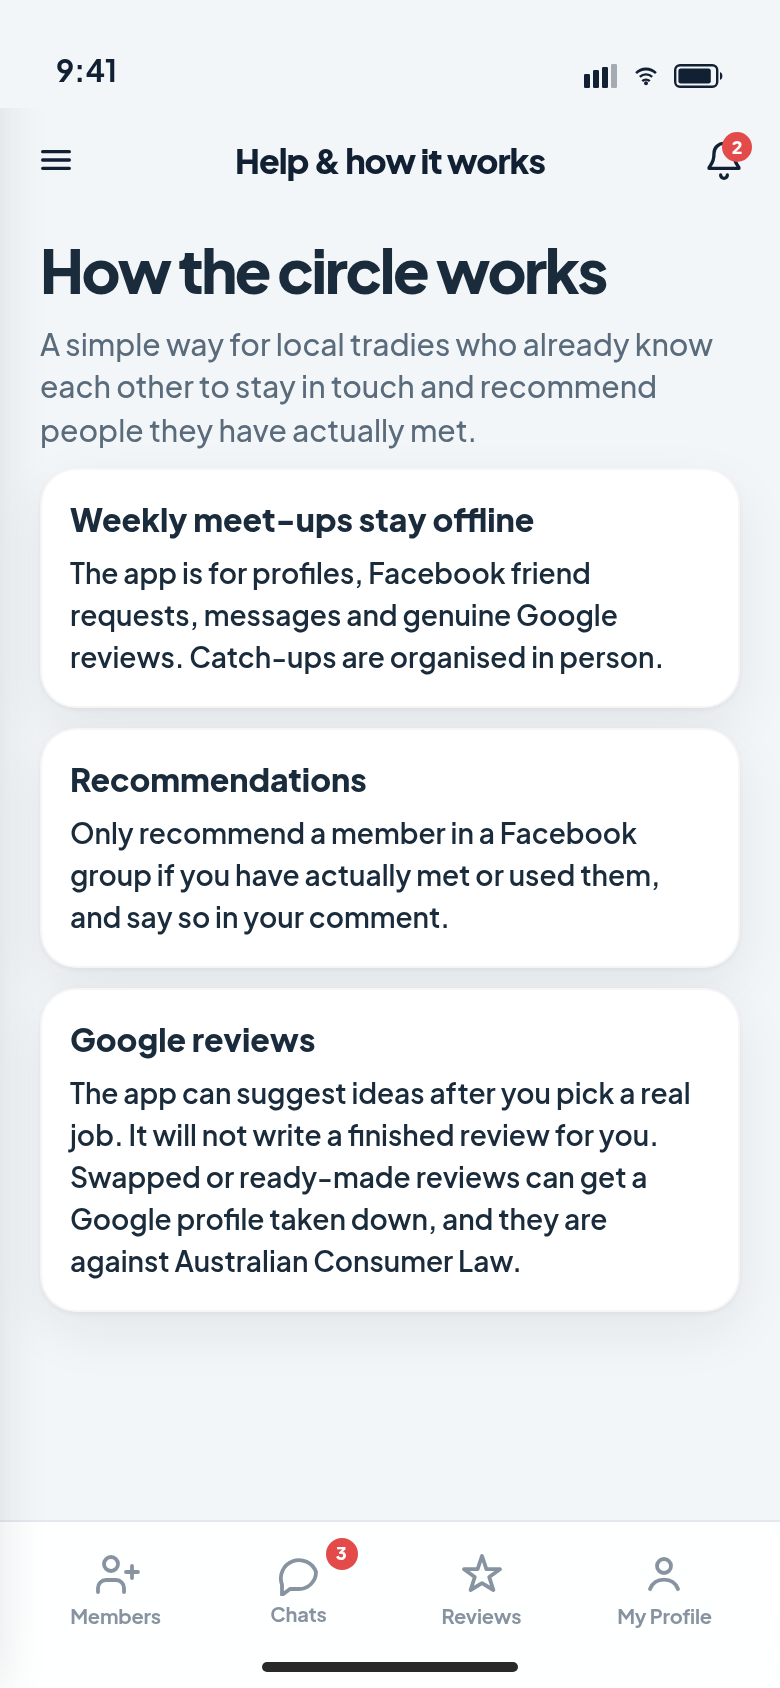 9:41
Help & how it works
2
How the circle works
A simple way for local tradies who already know
each other to stay in touch and recommend
people they have actually met.
Weekly meet-ups stay offline
The app is for profiles, Facebook friend
requests, messages and genuine Google
reviews. Catch-ups are organised in person.
Recommendations
Only recommend a member in a Facebook
group if you have actually met or used them,
and say so in your comment.
Google reviews
The app can suggest ideas after you pick a real
job. It will not write a finished review for you.
Swapped or ready-made reviews can get a
Google profile taken down, and they are
against Australian Consumer Law.
3
Members
Chats
Reviews
My Profile